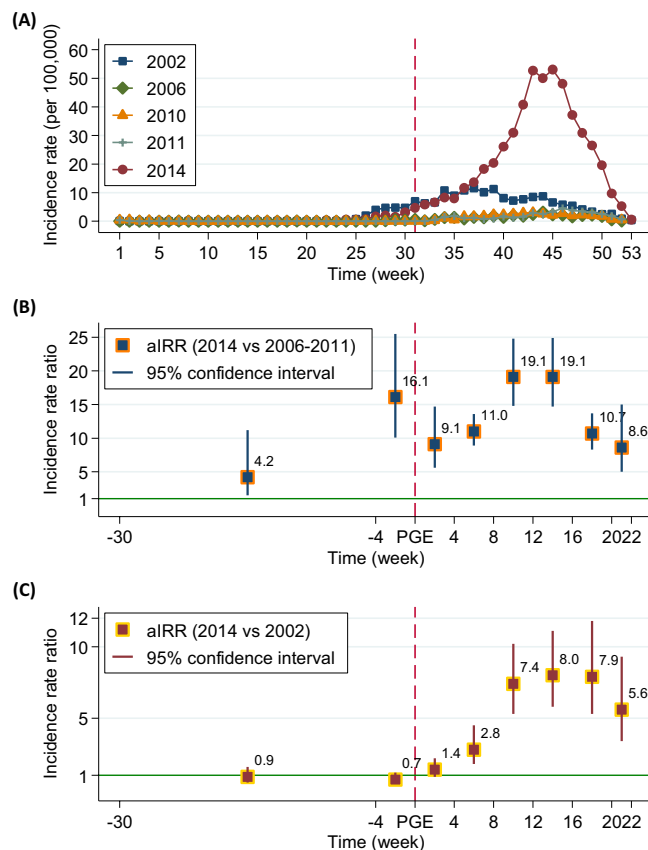 (A)
Incidence rate (per 100,000)
60
50
40
30
20
10
0
2002
2006
2010
2011
2014
1 5 10 15 20 25 30 35 40 45 50 53
Time (week)
(B)
Incidence rate ratio
25
20
15
10
5
1
aIRR (2014 vs 2006-2011)
95% confidence interval
4.2
16.1
9.1
11.0
19.1
19.1
10.7
8.6
-30 -4 PGE 4 8 12 16 2022
Time (week)
(C)
Incidence rate ratio
12
10
5
1
aIRR (2014 vs 2002)
95% confidence interval
0.9
0.7
1.4
2.8
7.4
8.0
7.9
5.6
-30 -4 PGE 4 8 12 16 2022
Time (week)